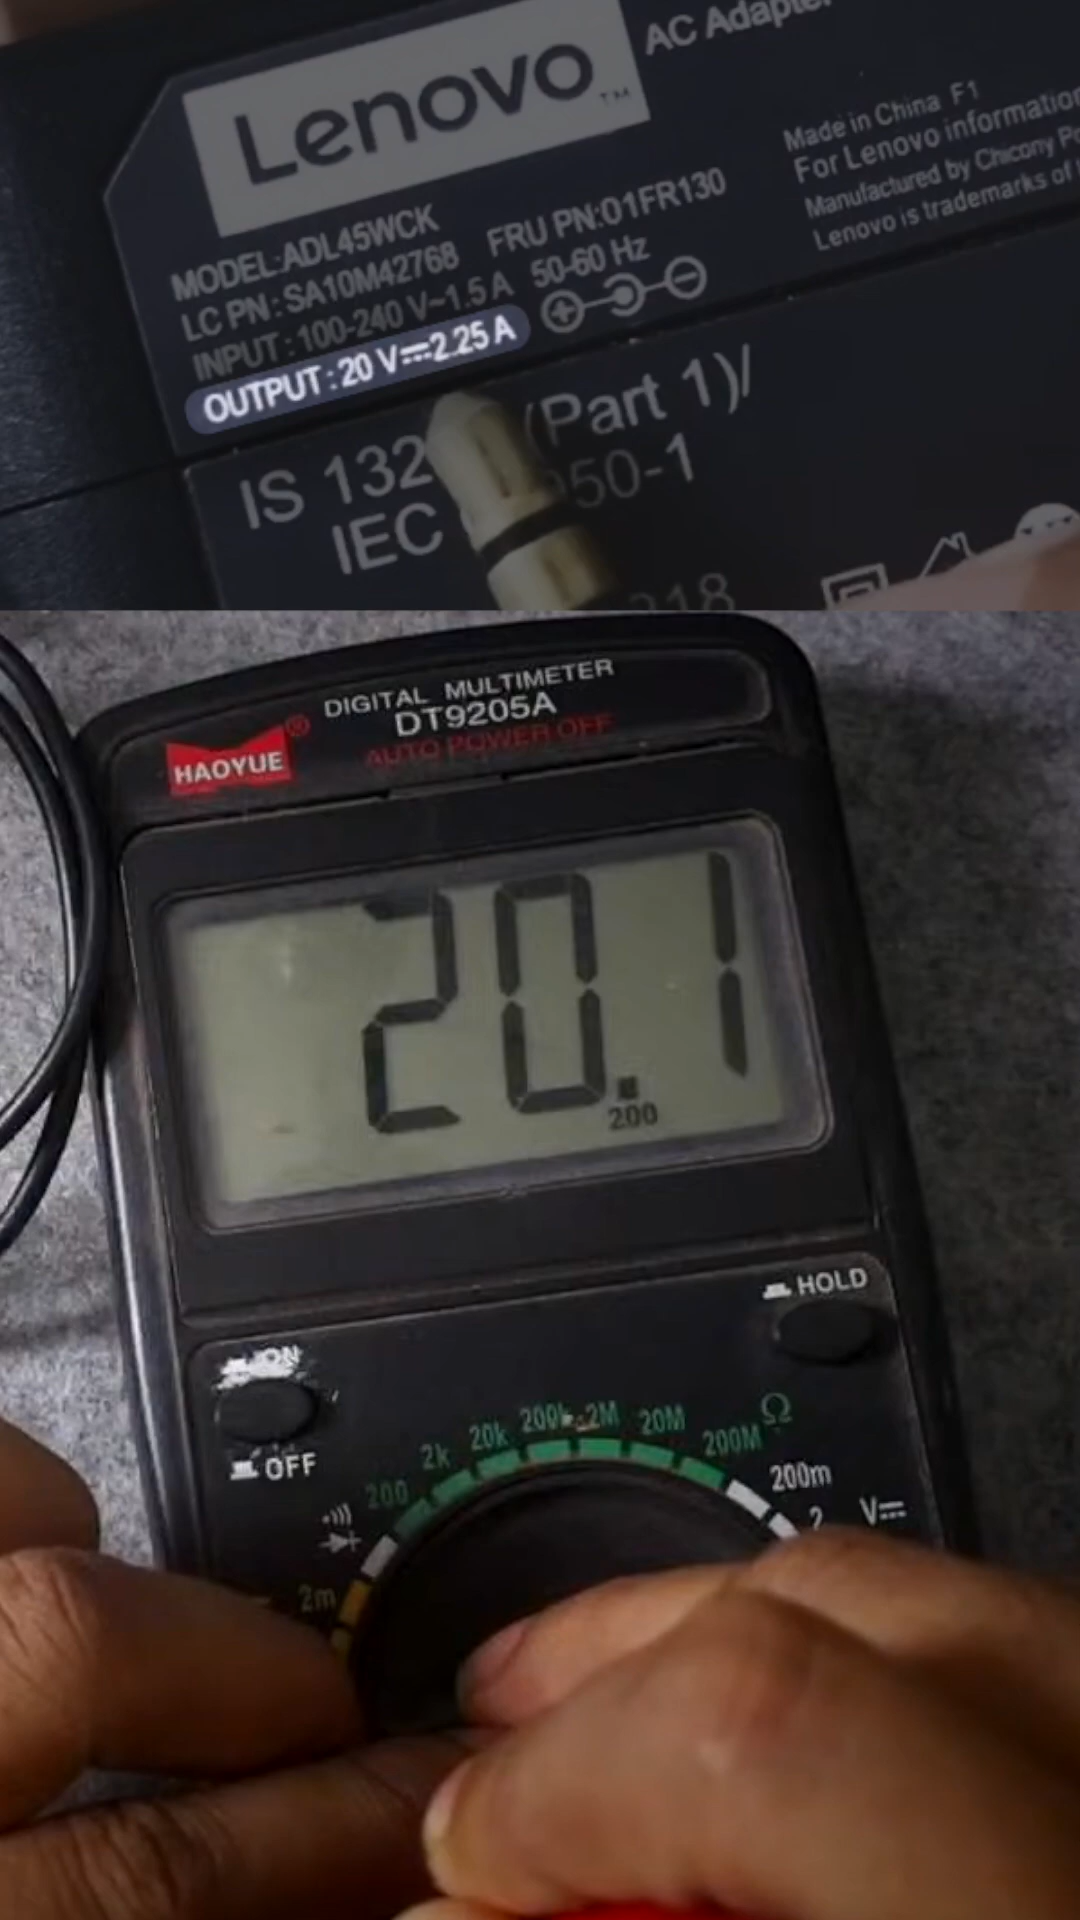 Lenovo™
AC Adapter
MODEL:ADL45WCK
LC PN: SA10M42768 FRU PN:01FR130
INPUT : 100-240 V~1.5 A 50-60 Hz
OUTPUT : 20 V⎓2.25 A
Made in China F1
For Lenovo information
Manufactured by Chicony
Lenovo is trademarks of
IS 132 (Part 1)/
IEC 950-1
318
DIGITAL MULTIMETER
DT9205A
HAOYUE®
AUTO POWER OFF
20.1
200
HOLD
ON
OFF
200 2k 20k 200k 2M 20M 200M Ω
200m
2 V⎓
2m